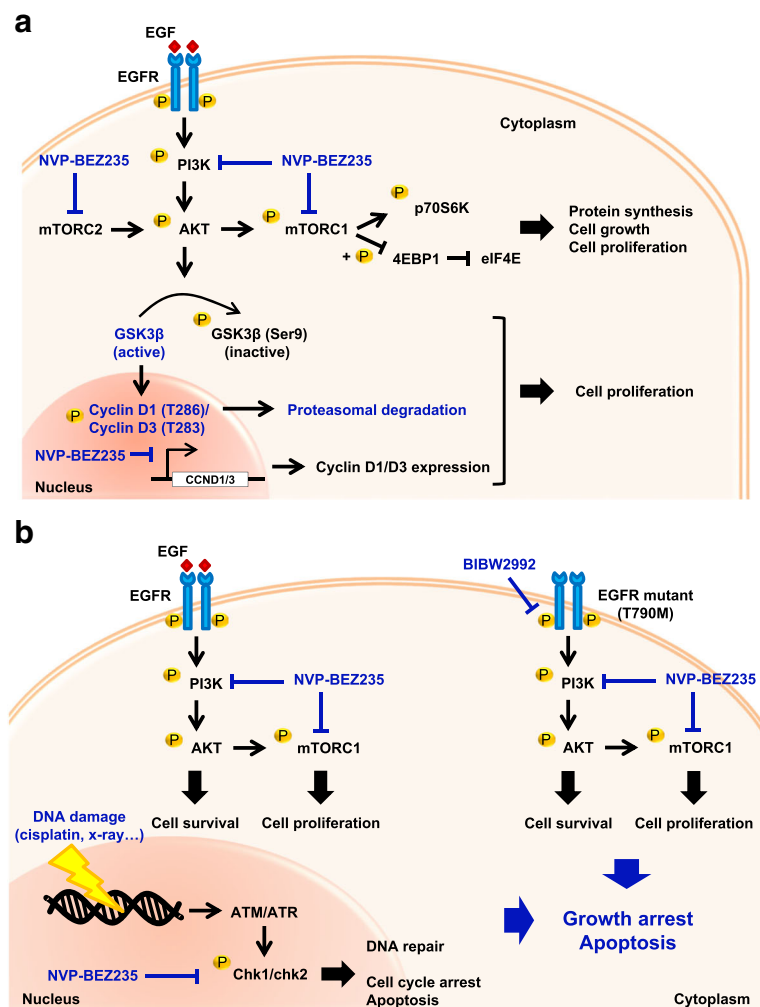 a
EGF
EGFR
P P
Cytoplasm
P
PI3K
NVP-BEZ235
NVP-BEZ235
P
p70S6K
mTORC2
P
AKT
P
mTORC1
+ P
4EBP1
eIF4E
Protein synthesis
Cell growth
Cell proliferation
GSK3β
(active)
P
GSK3β (Ser9)
(inactive)
P
Cyclin D1 (T286)/
Cyclin D3 (T283)
Proteasomal degradation
Cell proliferation
NVP-BEZ235
CCND1/3
Cyclin D1/D3 expression
Nucleus
b
EGF
EGFR
P P
BIBW2992
EGFR mutant
(T790M)
P P
P
PI3K
NVP-BEZ235
P
PI3K
NVP-BEZ235
P
AKT
P
mTORC1
P
AKT
P
mTORC1
Cell survival
Cell proliferation
Cell survival
Cell proliferation
DNA damage
(cisplatin, x-ray…)
ATM/ATR
Growth arrest
Apoptosis
DNA repair
NVP-BEZ235
P
Chk1/chk2
Cell cycle arrest
Apoptosis
Nucleus
Cytoplasm